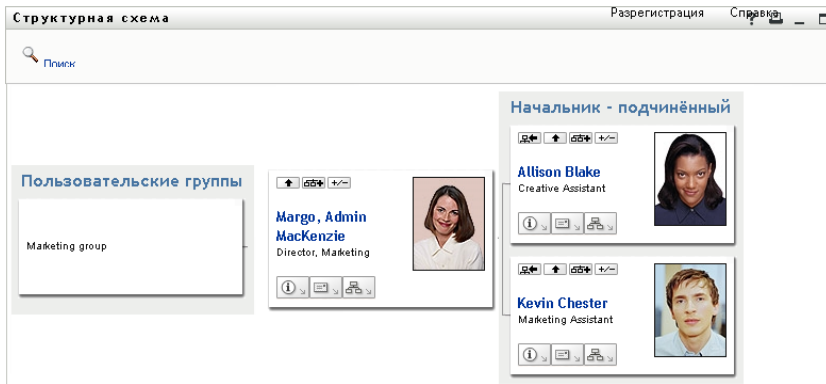 Структурная схема
Разрегистрация Справка
Поиск
Начальник - подчинённый
Allison Blake
Creative Assistant
Пользовательские группы
Marketing group
Margo, Admin
MacKenzie
Director, Marketing
Kevin Chester
Marketing Assistant